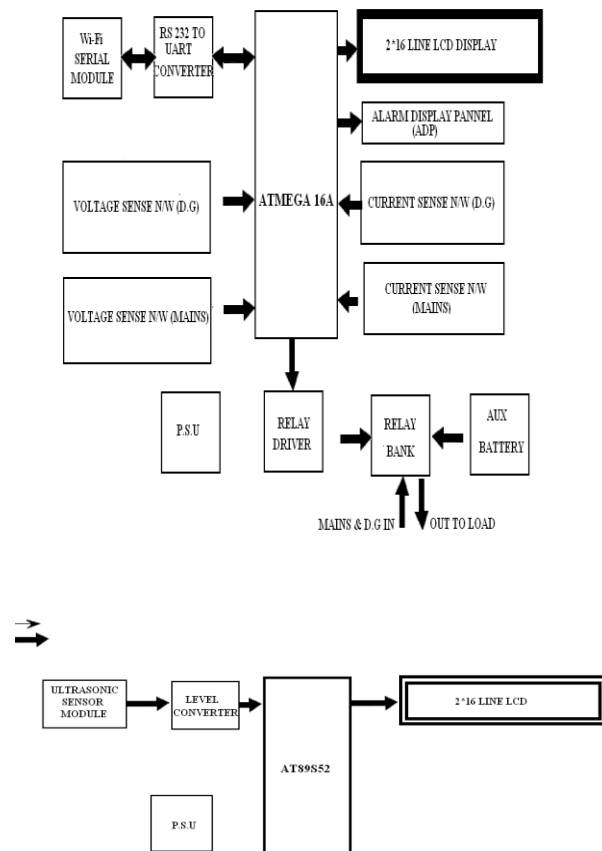 Wi-Fi
SERIAL
MODULE
RS 232 TO
UART
CONVERTER
2*16 LINE LCD DISPLAY
ALARM DISPLAY PANNEL
(ADP)
ATMEGA 16A
VOLTAGE SENSE N/W (D.G)
CURRENT SENSE N/W (D.G)
VOLTAGE SENSE N/W (MAINS)
CURRENT SENSE N/W
(MAINS)
P.S.U
RELAY
DRIVER
RELAY
BANK
AUX
BATTERY
MAINS & D.G IN
OUT TO LOAD
ULTRASONIC
SENSOR
MODULE
LEVEL
CONVERTER
AT89S52
2*16 LINE LCD
P.S.U